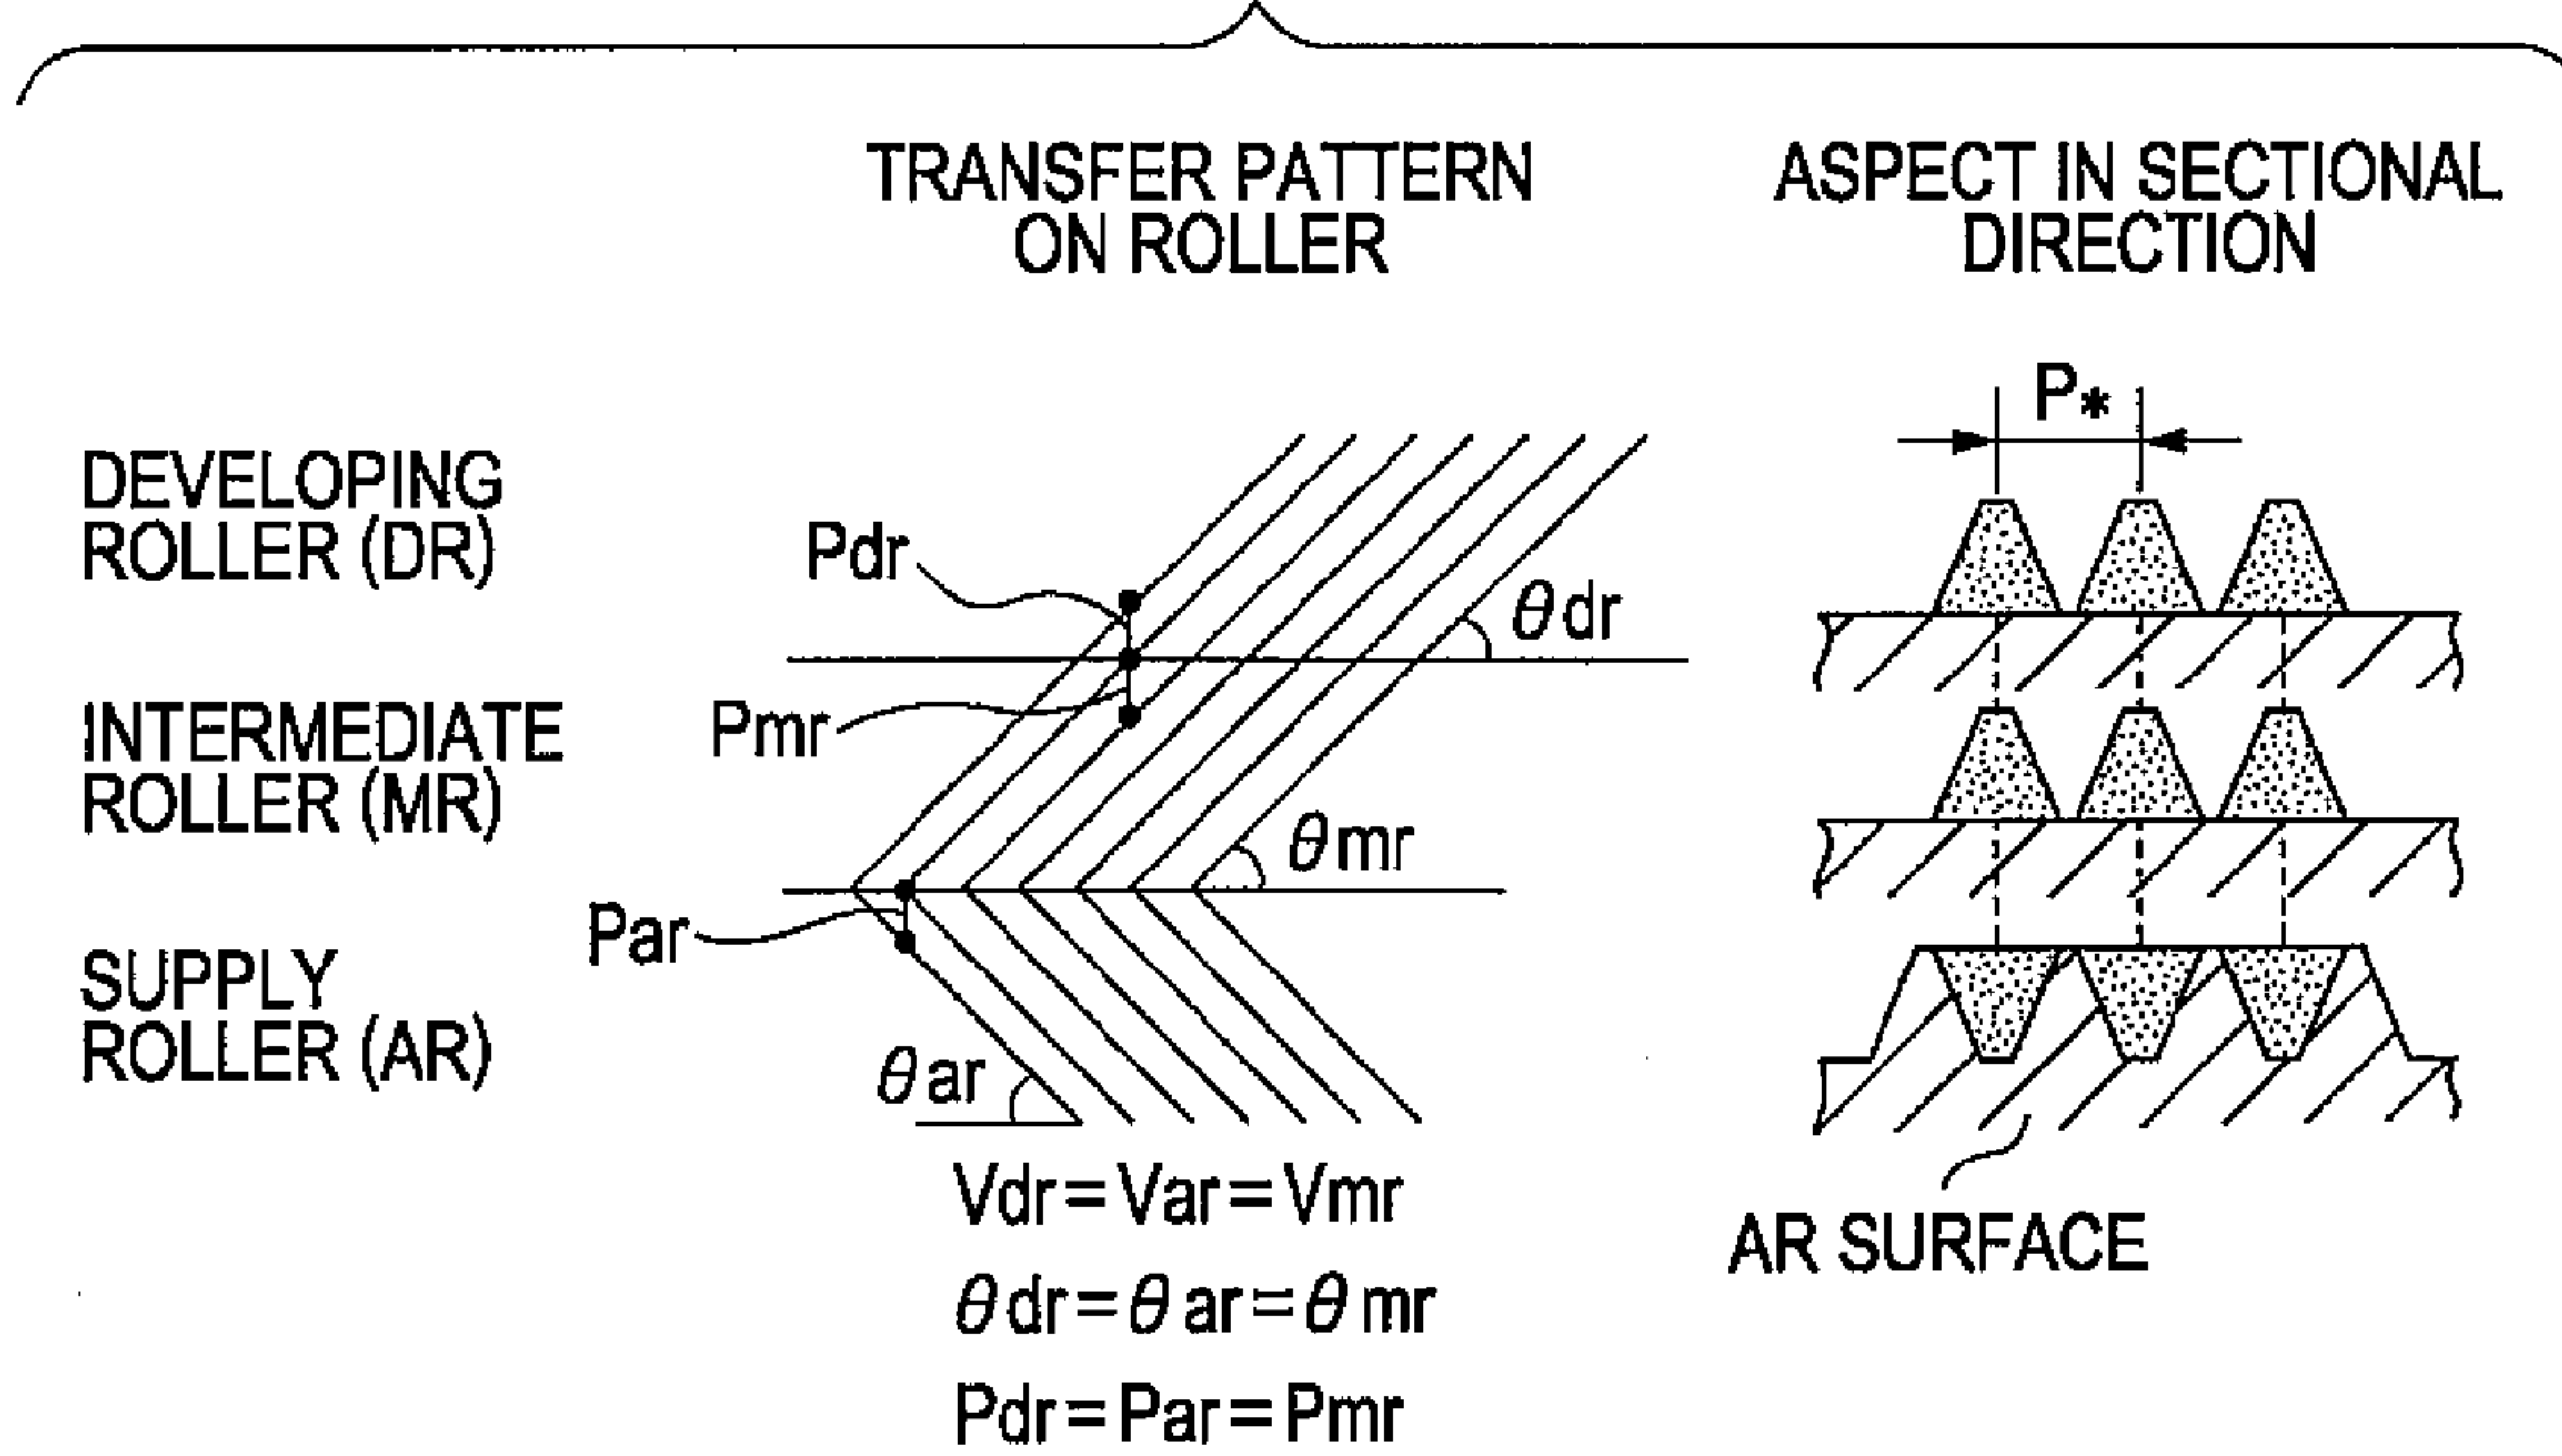 TRANSFER PATTERN
ON ROLLER
ASPECT IN SECTIONAL
DIRECTION
P*
DEVELOPING
ROLLER (DR)
Pdr
θdr
INTERMEDIATE
ROLLER (MR)
Pmr
θmr
SUPPLY
ROLLER (AR)
Par
θar
Vdr=Var=Vmr
θdr=θar=θmr
Pdr=Par=Pmr
AR SURFACE